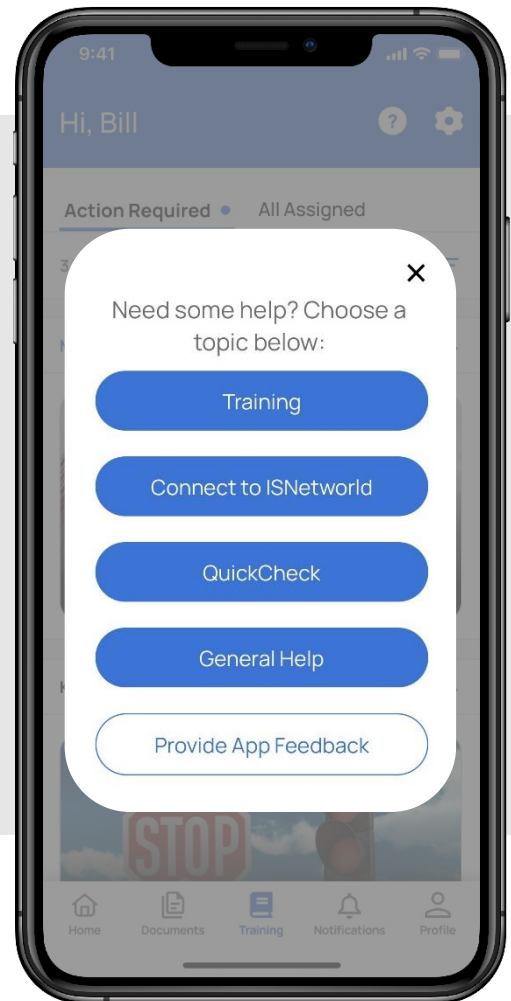 9:41
Hi, Bill
?
Action Required
All Assigned
3
Need some help? Choose a
topic below:
Training
Connect to ISNetworld
QuickCheck
General Help
Provide App Feedback
STOP
Home
Documents
Training
Notifications
Profile